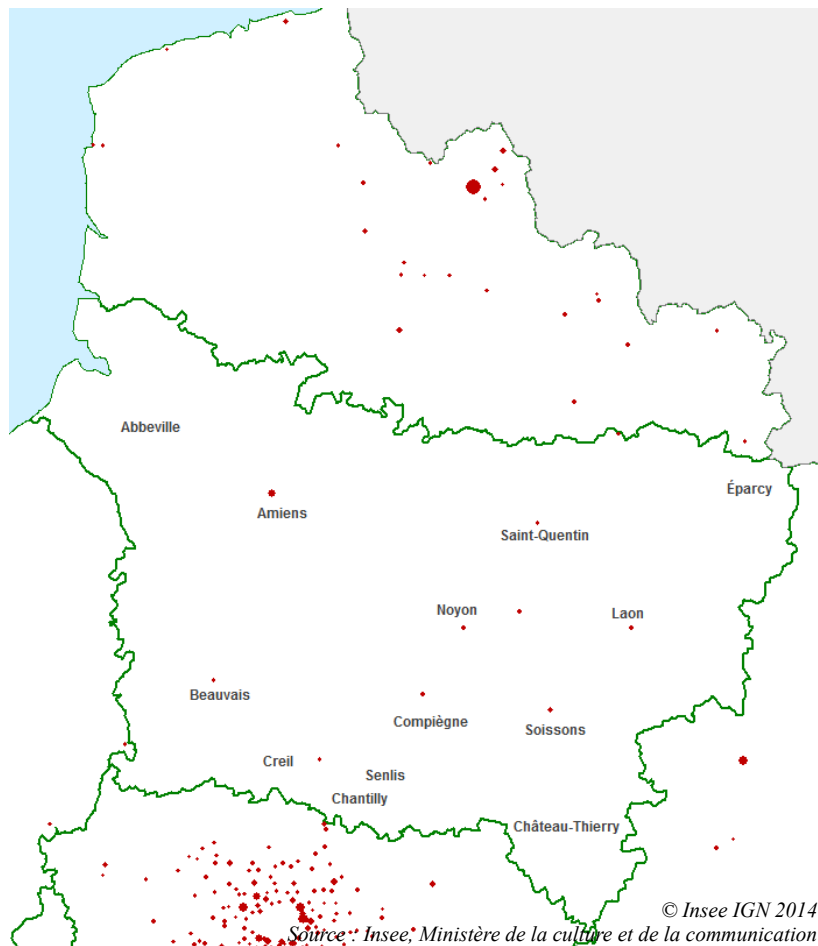 Abbeville
Éparcy
Amiens
Saint-Quentin
Noyon
Laon
Beauvais
Compiègne
Soissons
Creil
Senlis
Chantilly
Château-Thierry
© Insee IGN 2014
Source : Insee, Ministère de la culture et de la communication